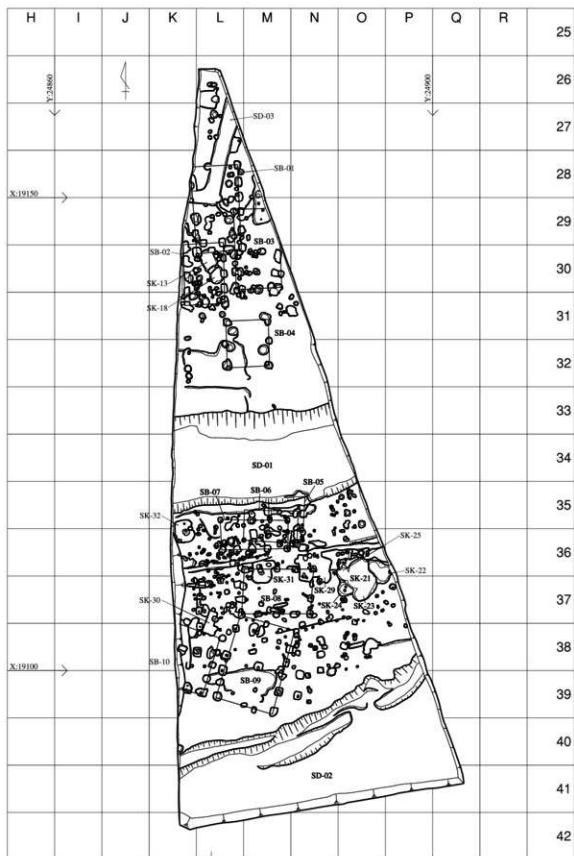 H I J K L M N O P Q R
25
26
Y:24860
Y:24900
27
SD-03
28
SB-01
X:19150
29
SB-02
SB-03
30
SK-13
SK-18
31
SB-04
32
33
34
SD-01
35
SB-07
SB-06
SB-05
SK-32
36
SK-25
SK-31
SK-29
SK-21
SK-22
37
SK-30
SB-08
SK-24
SK-23
38
SB-10
X:19100
SB-09
39
40
SD-02
41
42